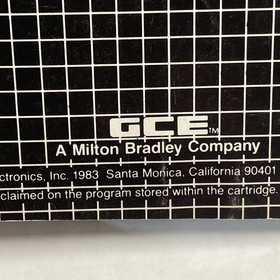 GCE™
A Milton Bradley Company
ctronics, Inc. 1983 Santa Monica, California 90401
claimed on the program stored within the cartridge.